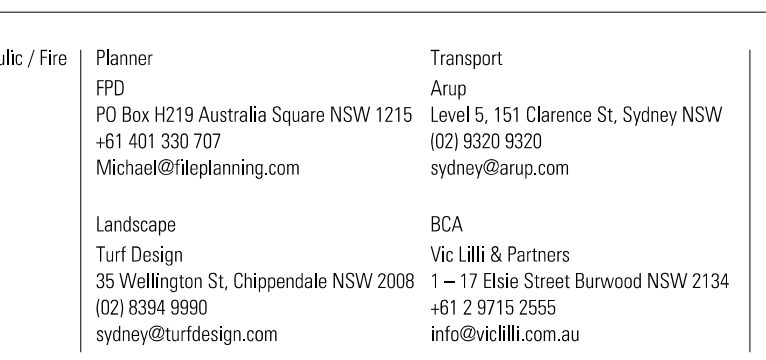 / Fire
Planner
FPD
PO Box H219 Australia Square NSW 1215
+61 401 330 707
Michael@fileplanning.com
Transport
Arup
Level 5, 151 Clarence St, Sydney NSW
(02) 9320 9320
sydney@arup.com
Landscape
Turf Design
35 Wellington St, Chippendale NSW 2008
(02) 8394 9990
sydney@turfdesign.com
BCA
Vic Lilli & Partners
1 – 17 Elsie Street Burwood NSW 2134
+61 2 9715 2555
info@viclilli.com.au